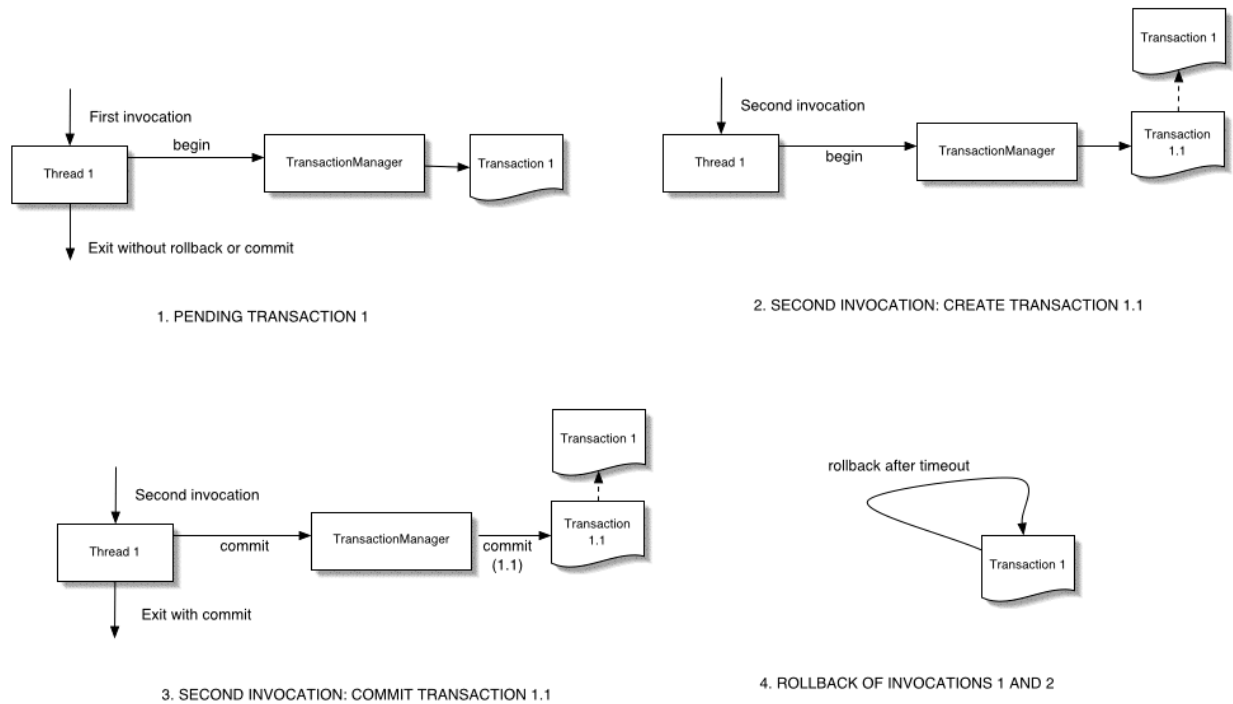 First invocation
begin
Thread 1
TransactionManager
Transaction 1
Exit without rollback or commit
1. PENDING TRANSACTION 1
Transaction 1
Second invocation
Thread 1
begin
TransactionManager
Transaction
1.1
2. SECOND INVOCATION: CREATE TRANSACTION 1.1
Transaction 1
Second invocation
Thread 1
commit
TransactionManager
commit
(1.1)
Transaction
1.1
Exit with commit
3. SECOND INVOCATION: COMMIT TRANSACTION 1.1
rollback after timeout
Transaction 1
4. ROLLBACK OF INVOCATIONS 1 AND 2